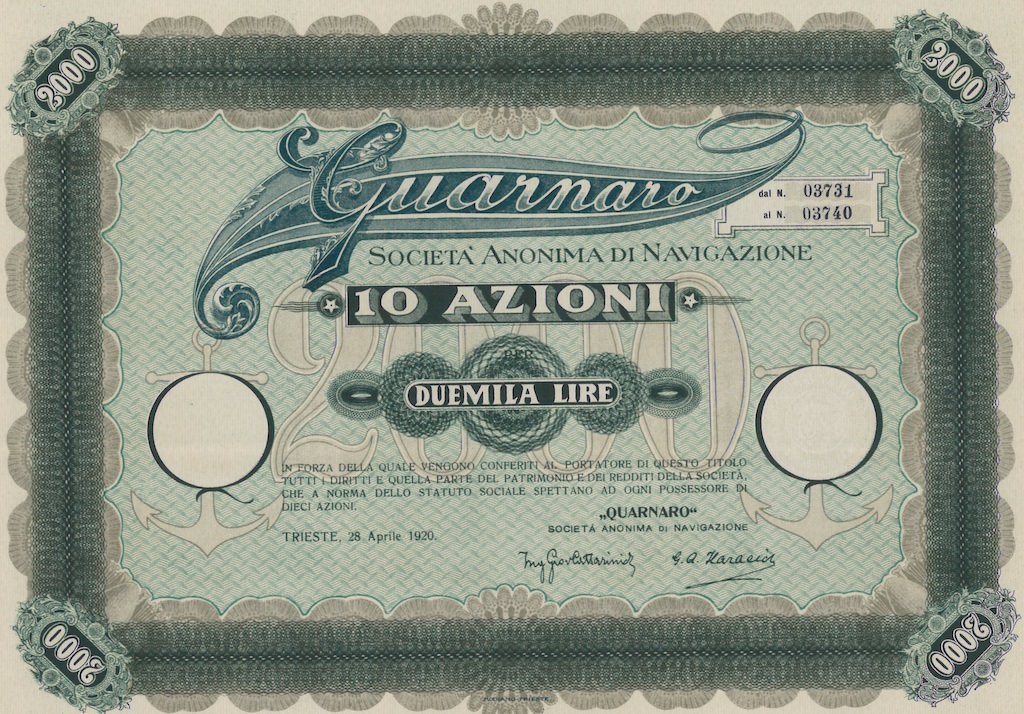 2000
2000
Quarnaro
dal N. 03731
al N. 03740
SOCIETÀ ANONIMA DI NAVIGAZIONE
10 AZIONI
2000
PER
DUEMILA LIRE
IN FORZA DELLA QUALE VENGONO CONFERITI AL PORTATORE DI QUESTO TITOLO
TUTTI I DIRITTI E QUELLA PARTE DEL PATRIMONIO E DEI REDDITI DELLA SOCIETÀ,
CHE A NORMA DELLO STATUTO SOCIALE SPETTANO AD OGNI POSSESSORE DI
DIECI AZIONI.
„QUARNARO“
SOCIETÀ ANONIMA DI NAVIGAZIONE
TRIESTE, 28 Aprile 1920.
2000
2000